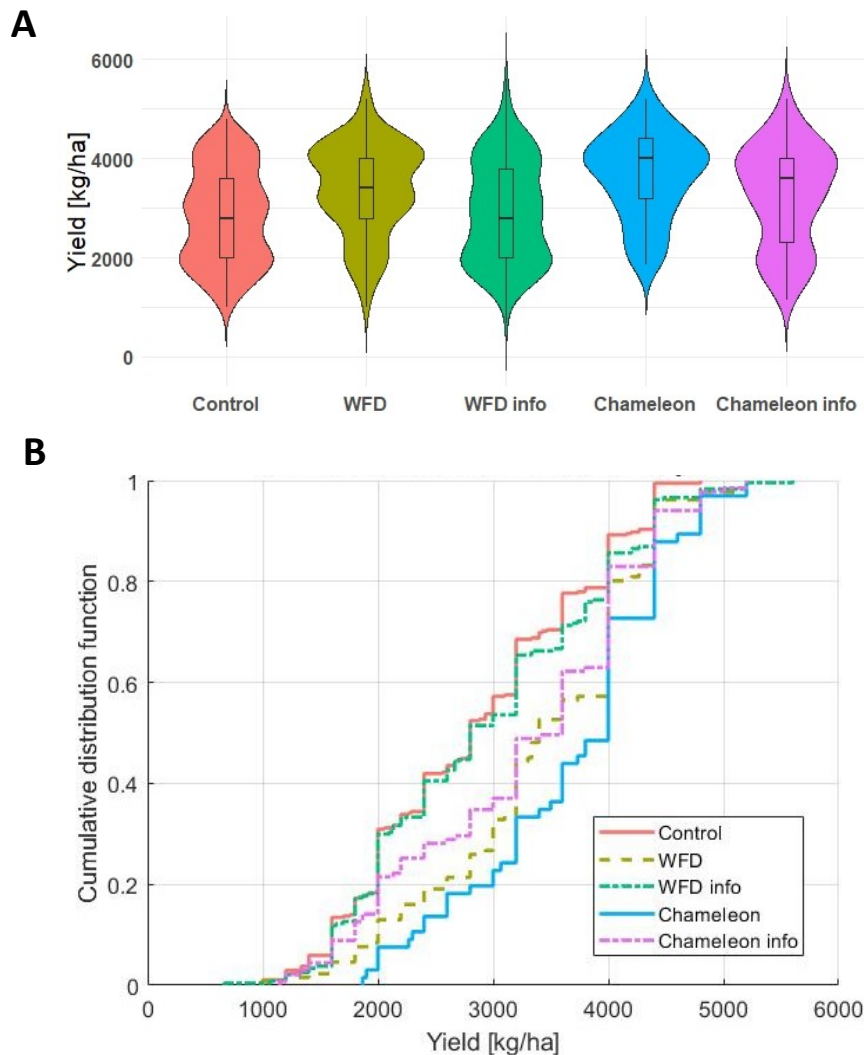 A
Yield [kg/ha]
6000
4000
2000
0
Control WFD WFD info Chameleon Chameleon info
B
Cumulative distribution function
1
0.8
0.6
0.4
0.2
0
Control
WFD
WFD info
Chameleon
Chameleon info
0 1000 2000 3000 4000 5000 6000
Yield [kg/ha]